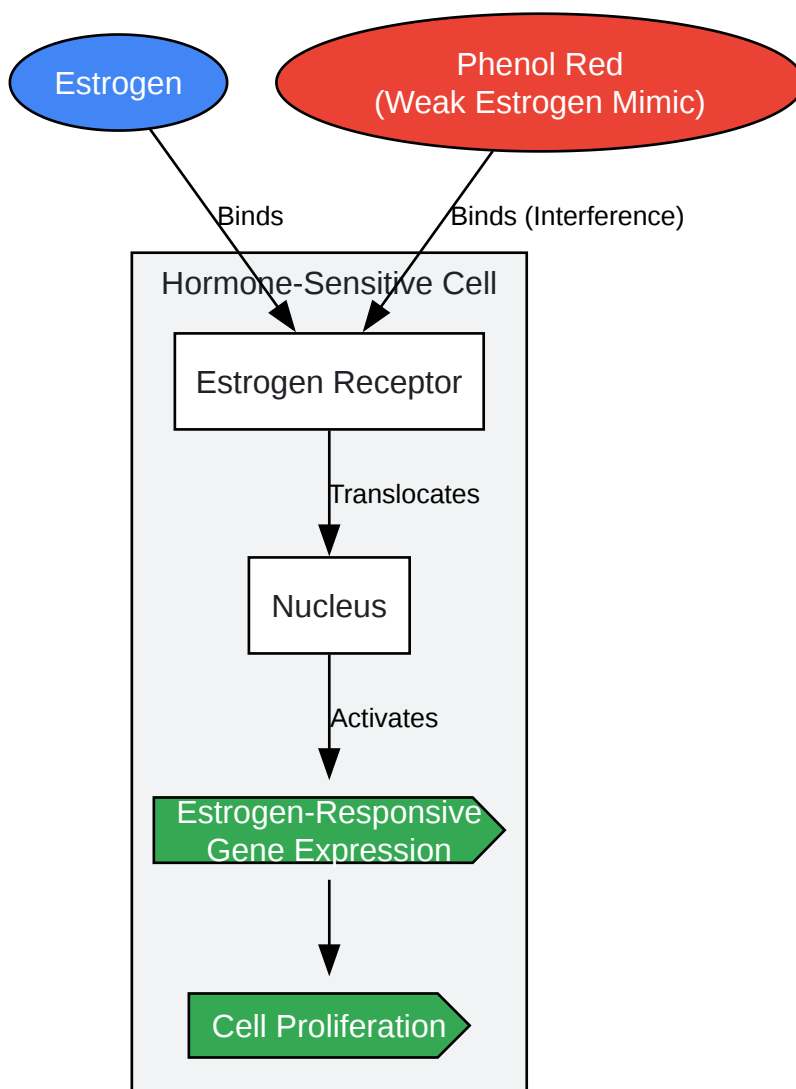 Estrogen
Phenol Red
(Weak Estrogen Mimic)
Binds
Binds (Interference)
Hormone-Sensitive Cell
Estrogen Receptor
Translocates
Nucleus
Activates
Estrogen-Responsive
Gene Expression
Cell Proliferation